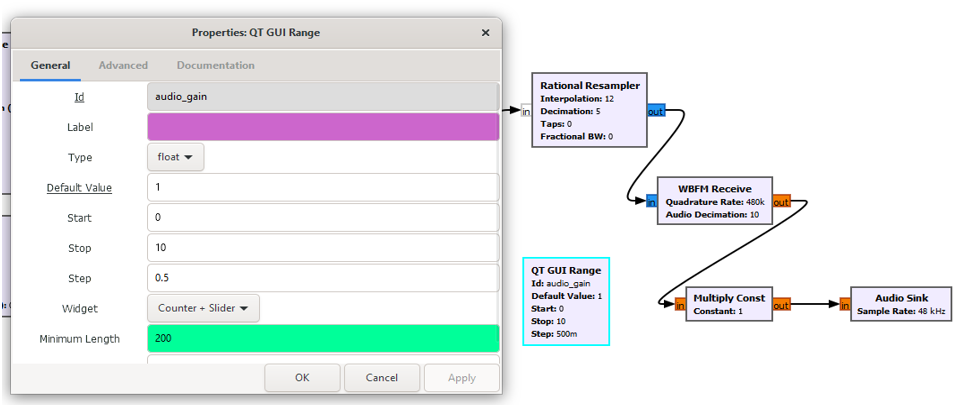 Properties: QT GUI Range
General
Advanced
Documentation
Id
audio_gain
Label
Type
float
Default Value
1
Start
0
Stop
10
Step
0.5
Widget
Counter + Slider
Minimum Length
200
OK
Cancel
Apply
Rational Resampler
Interpolation: 12
Decimation: 5
Taps: 0
Fractional BW: 0
in
out
WBFM Receive
Quadrature Rate: 480k
Audio Decimation: 10
in
out
QT GUI Range
Id: audio_gain
Default Value: 1
Start: 0
Stop: 10
Step: 500m
Multiply Const
Constant: 1
in
out
Audio Sink
Sample Rate: 48 kHz
in